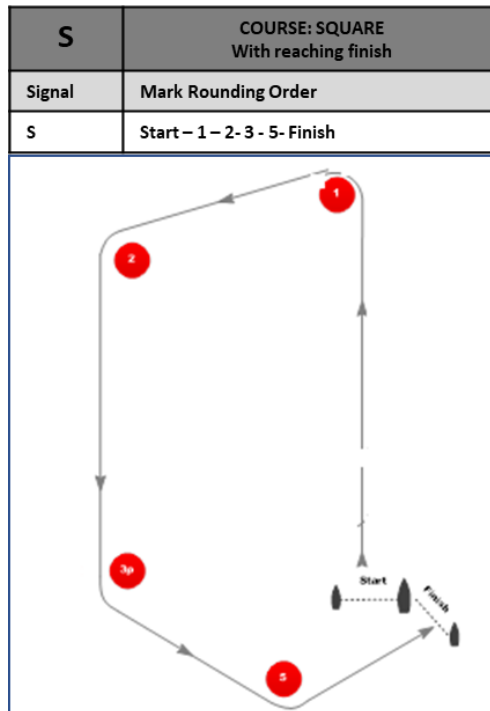 S
COURSE: SQUARE
With reaching finish
Signal
Mark Rounding Order
S
Start – 1 – 2- 3 - 5- Finish
1
2
3p
Start
Finish
5